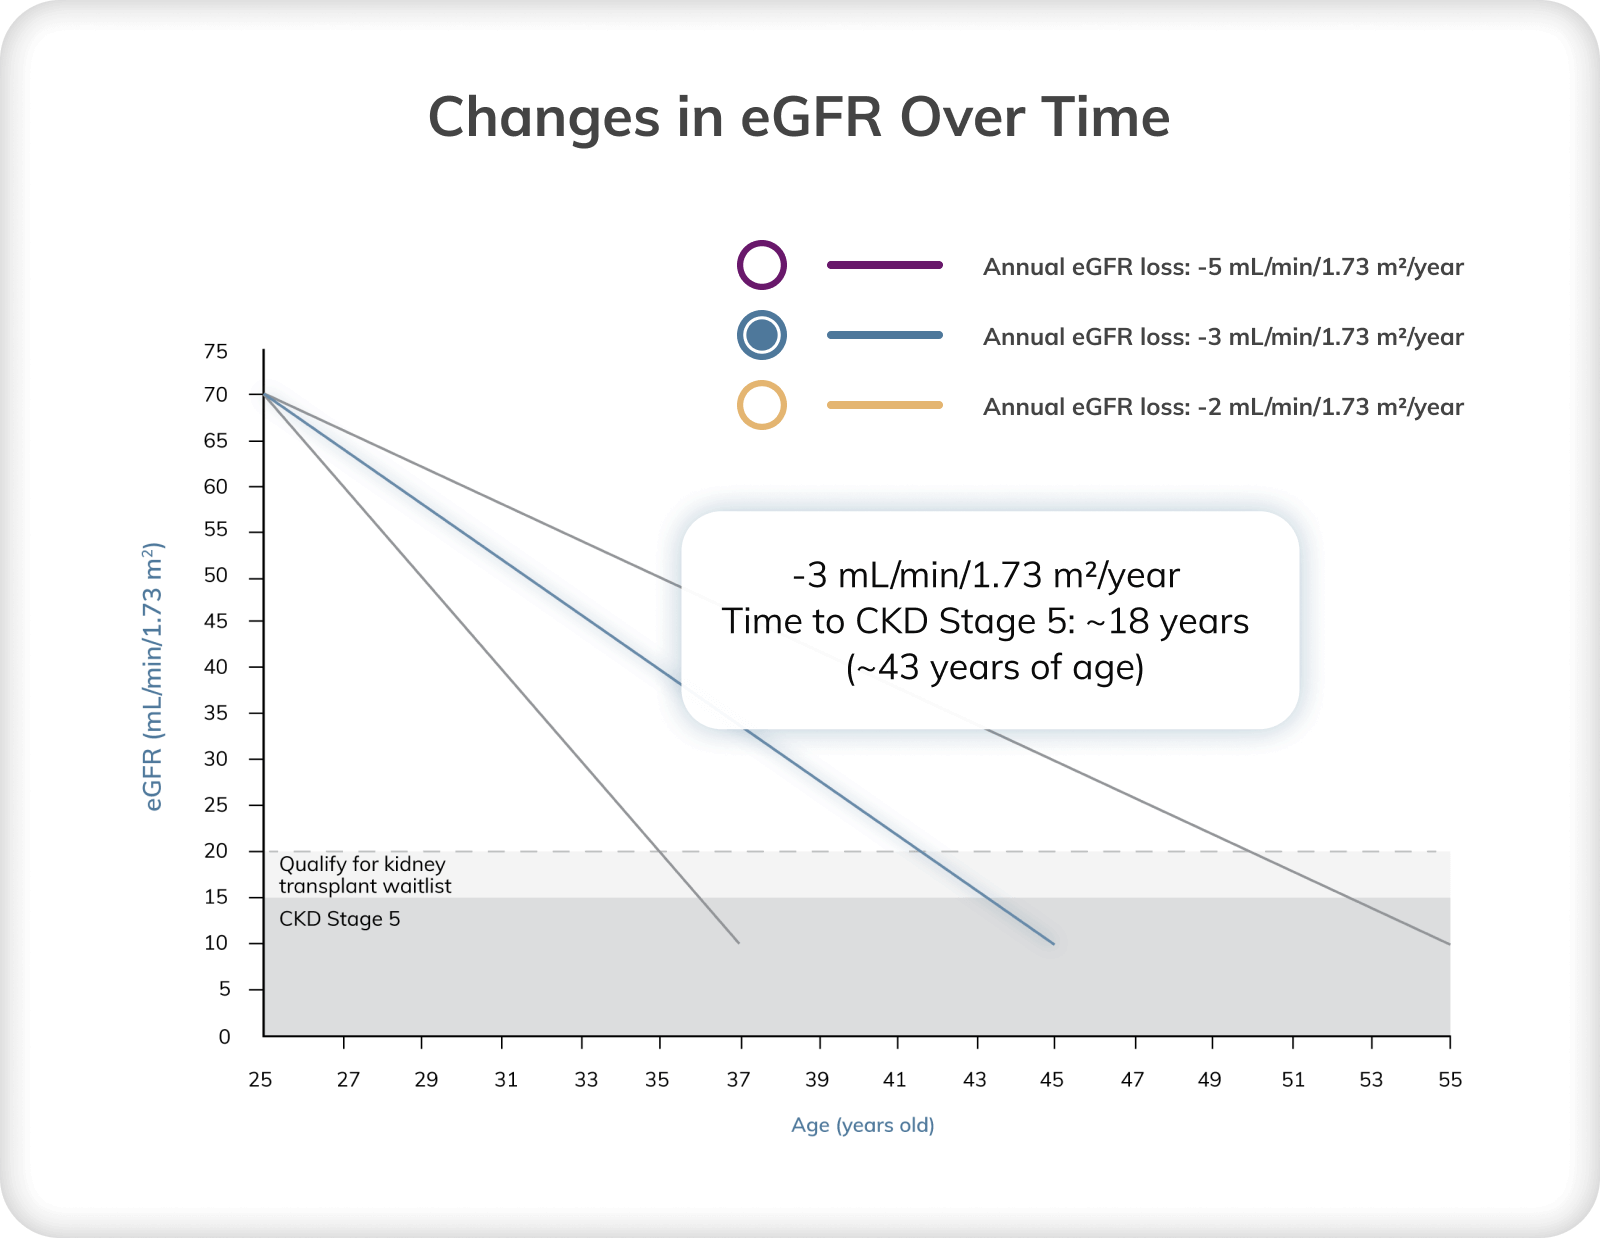 Changes in eGFR Over Time
Annual eGFR loss: -5 mL/min/1.73 m²/year
Annual eGFR loss: -3 mL/min/1.73 m²/year
Annual eGFR loss: -2 mL/min/1.73 m²/year
-3 mL/min/1.73 m²/year
Time to CKD Stage 5: ~18 years
(~43 years of age)
eGFR (mL/min/1.73 m²)
75
70
65
60
55
50
45
40
35
30
25
20
15
10
5
0
Qualify for kidney
transplant waitlist
CKD Stage 5
25 27 29 31 33 35 37 39 41 43 45 47 49 51 53 55
Age (years old)